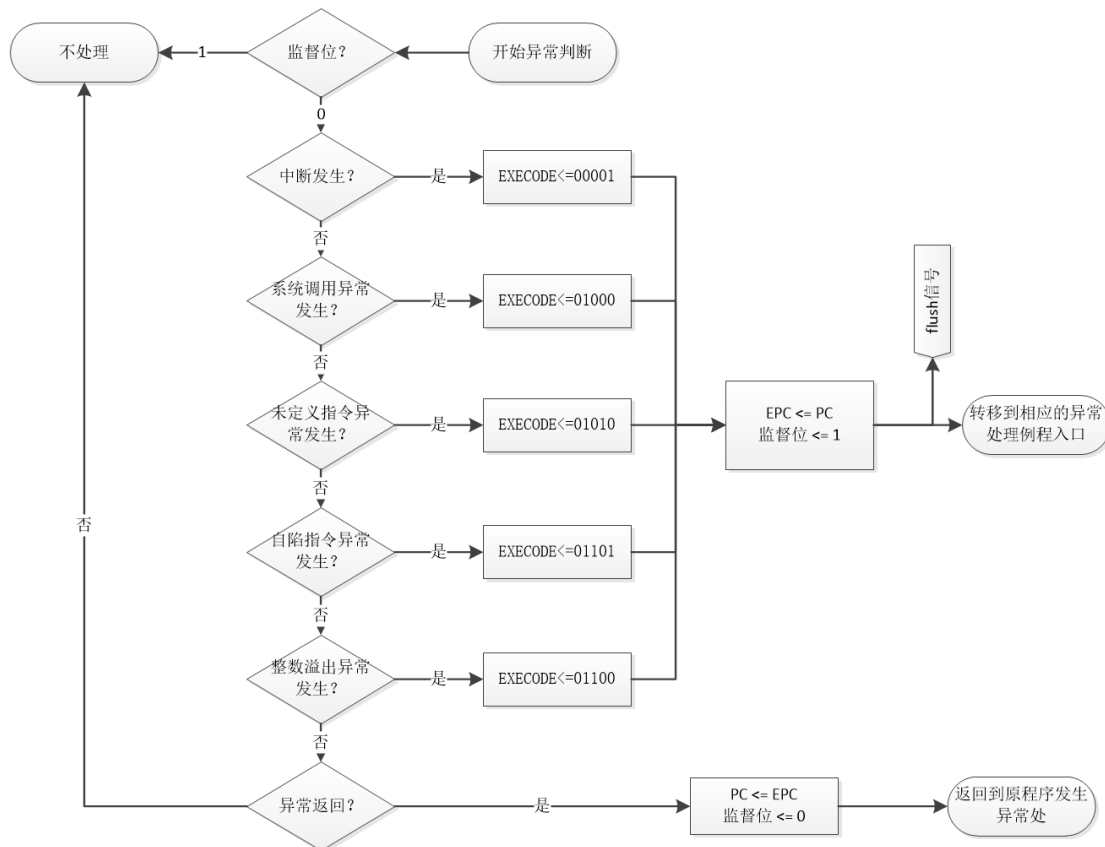 不处理
1
监督位？
开始异常判断
0
中断发生？
是
EXECODE<=00001
否
系统调用异常
发生？
是
EXECODE<=01000
flush信号
否
未定义指令异
常发生？
是
EXECODE<=01010
EPC <= PC
监督位 <= 1
转移到相应的异常
处理例程入口
否
否
自陷指令异常
发生？
是
EXECODE<=01101
否
整数溢出异常
发生？
是
EXECODE<=01100
否
异常返回？
是
PC <= EPC
监督位 <= 0
返回到原程序发生
异常处